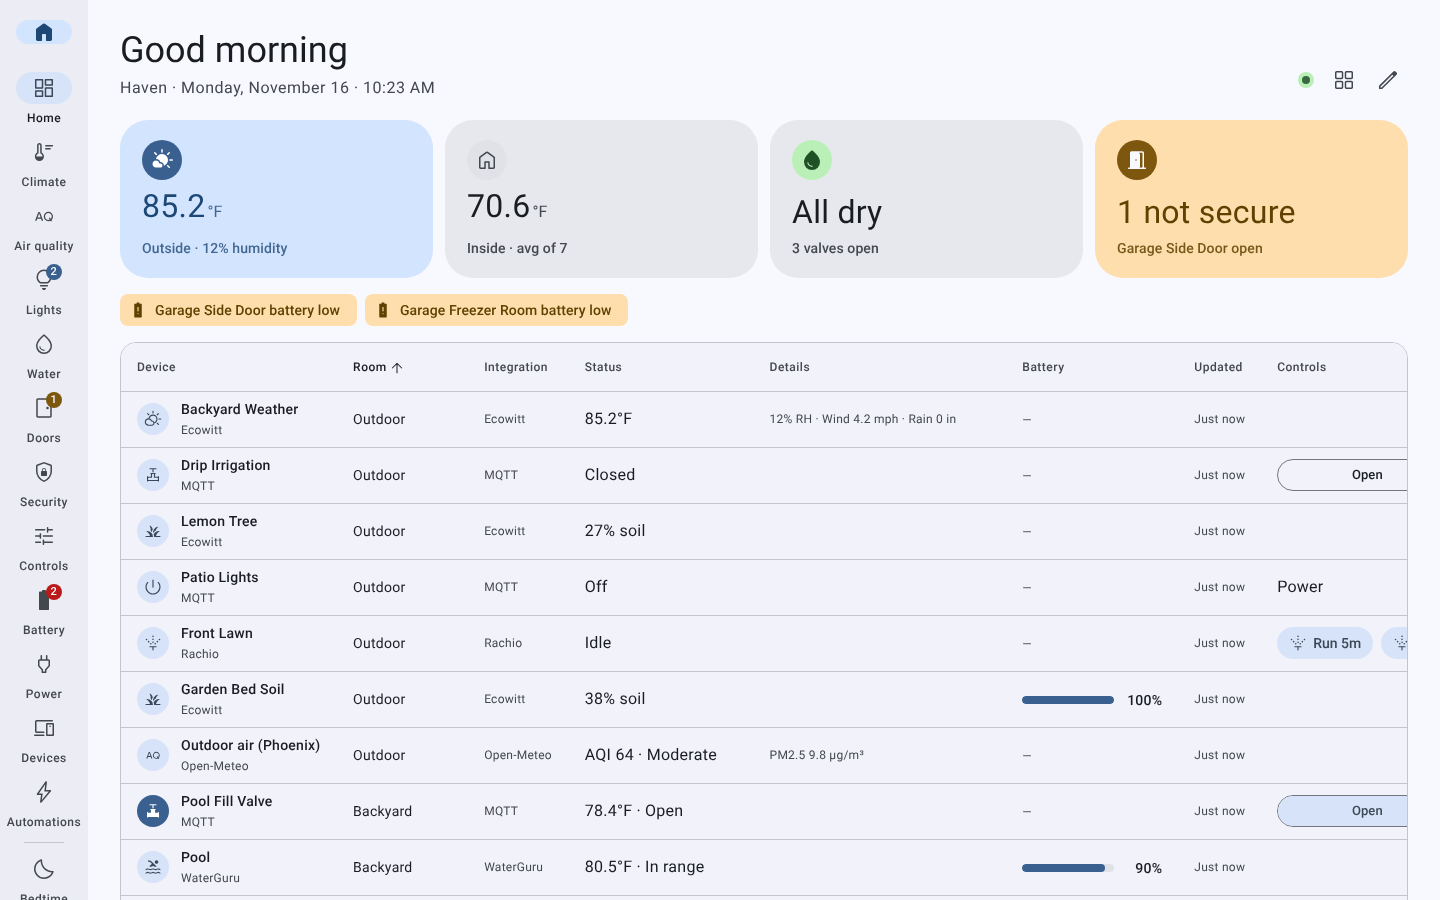 Home
Climate
AQ
Air quality
2
Lights
Water
1
Doors
Security
Controls
2
Battery
Power
Devices
Automations
Bedtime
Good morning
Haven · Monday, November 16 · 10:23 AM
85.2°F
Outside · 12% humidity
70.6°F
Inside · avg of 7
All dry
3 valves open
1 not secure
Garage Side Door open
Garage Side Door battery low
Garage Freezer Room battery low
Device Room Integration Status Details Battery Updated Controls
Backyard Weather
Ecowitt
Outdoor Ecowitt 85.2°F 12% RH · Wind 4.2 mph · Rain 0 in – Just now
Drip Irrigation
MQTT
Outdoor MQTT Closed – Just now Open
Lemon Tree
Ecowitt
Outdoor Ecowitt 27% soil – Just now
Patio Lights
MQTT
Outdoor MQTT Off – Just now Power
Front Lawn
Rachio
Outdoor Rachio Idle – Just now Run 5m
Garden Bed Soil
Ecowitt
Outdoor Ecowitt 38% soil 100% Just now
AQ
Outdoor air (Phoenix)
Open-Meteo
Outdoor Open-Meteo AQI 64 · Moderate PM2.5 9.8 µg/m³ – Just now
Pool Fill Valve
MQTT
Backyard MQTT 78.4°F · Open – Just now Open
Pool
WaterGuru
Backyard WaterGuru 80.5°F · In range 90% Just now